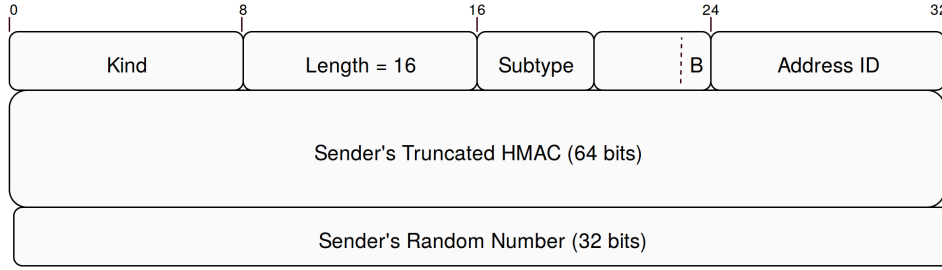 0 8 16 24 32
Kind Length = 16 Subtype B Address ID
Sender's Truncated HMAC (64 bits)
Sender's Random Number (32 bits)